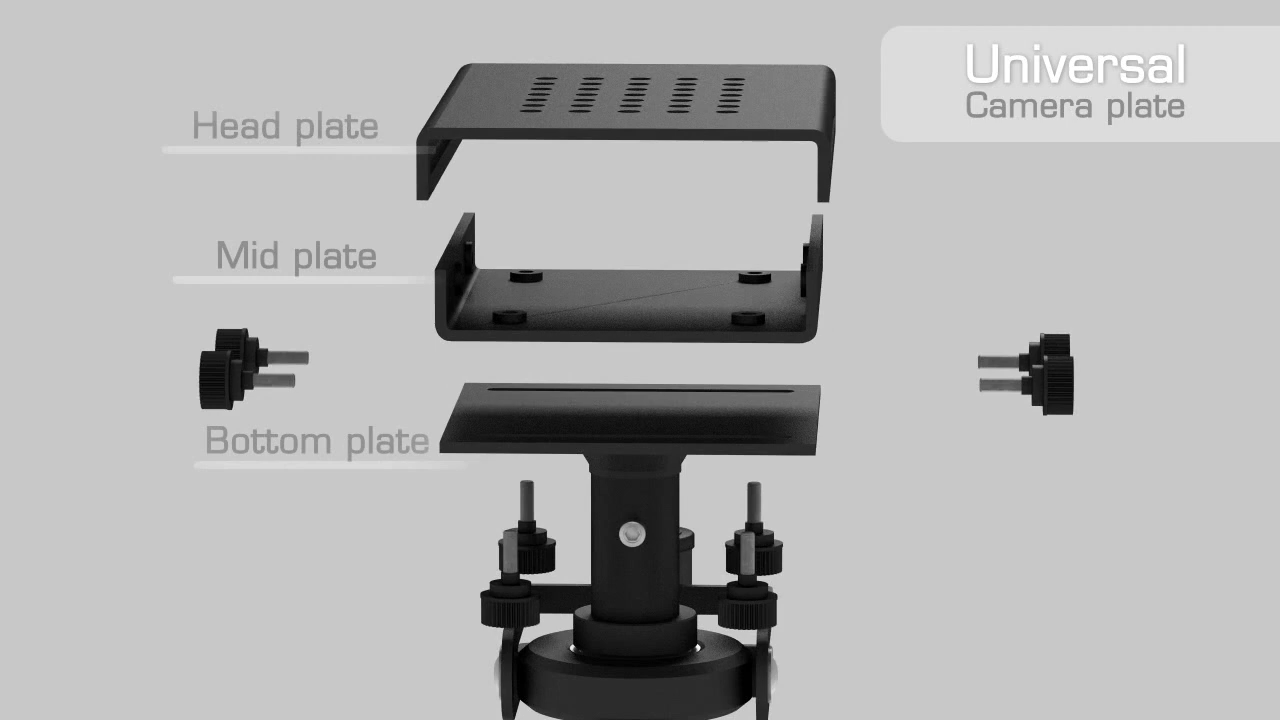 Universal
Camera plate
Head plate
Mid plate
Bottom plate